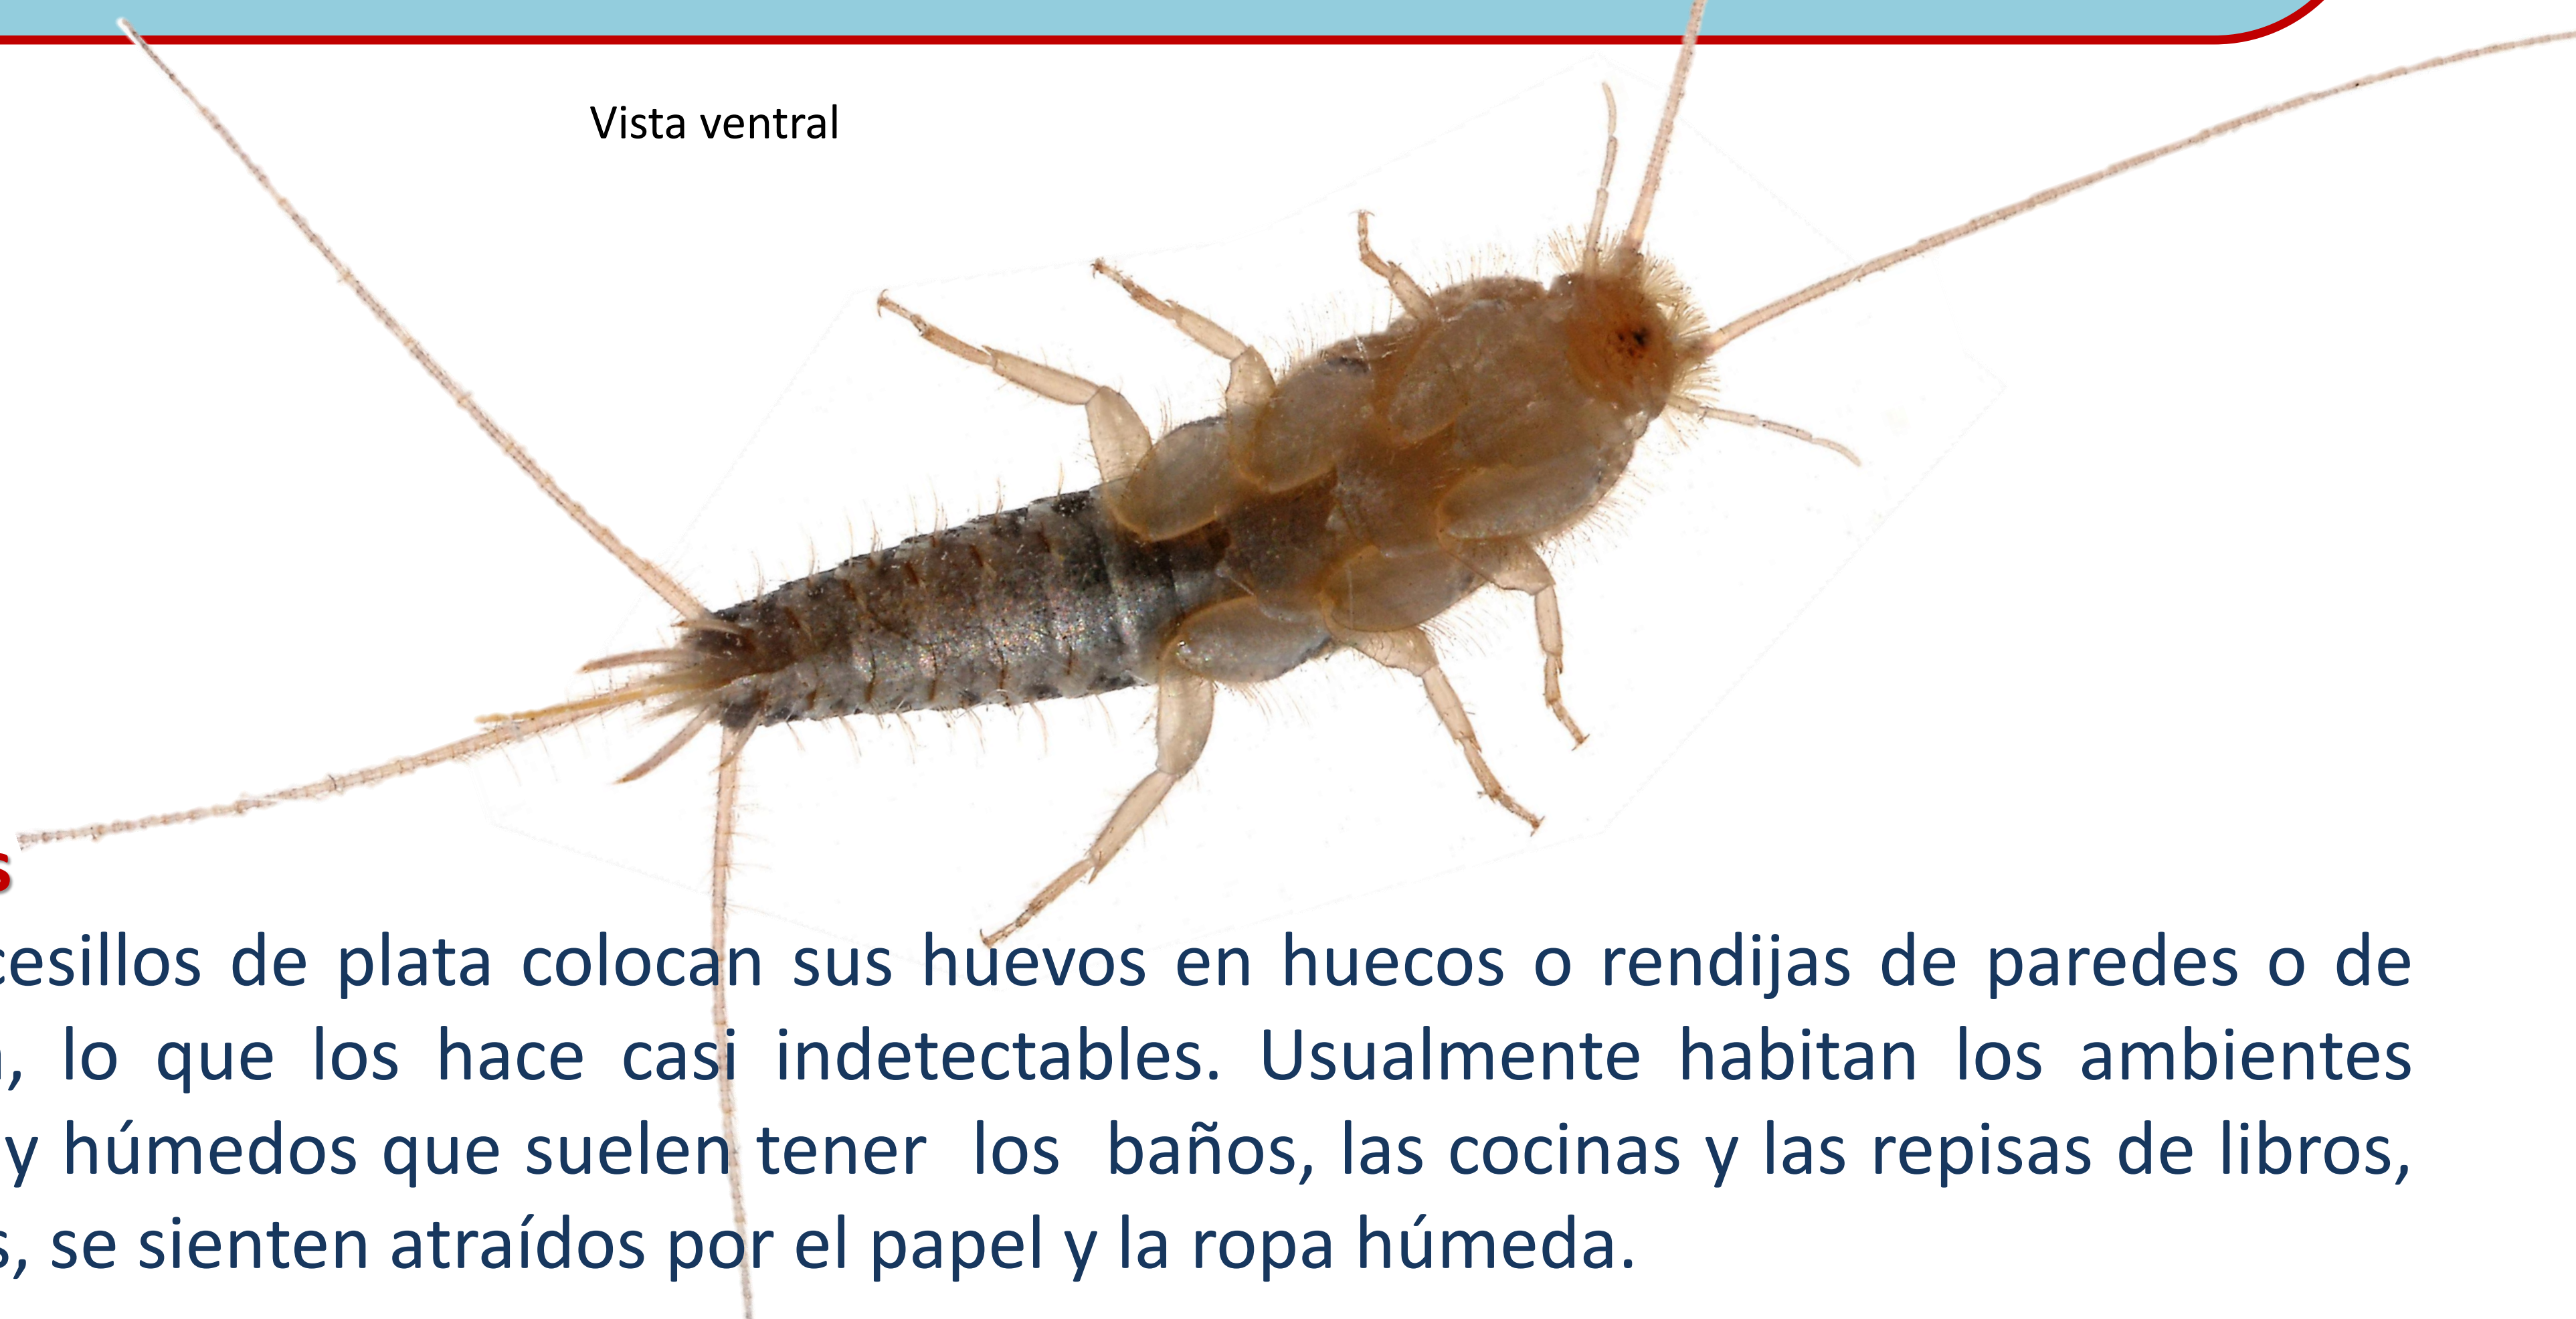 Vista ventral
s
cesillos de plata colocan sus huevos en huecos o rendijas de paredes o de
, lo que los hace casi indetectables. Usualmente habitan los ambientes
y húmedos que suelen tener los baños, las cocinas y las repisas de libros,
s, se sienten atraídos por el papel y la ropa húmeda.